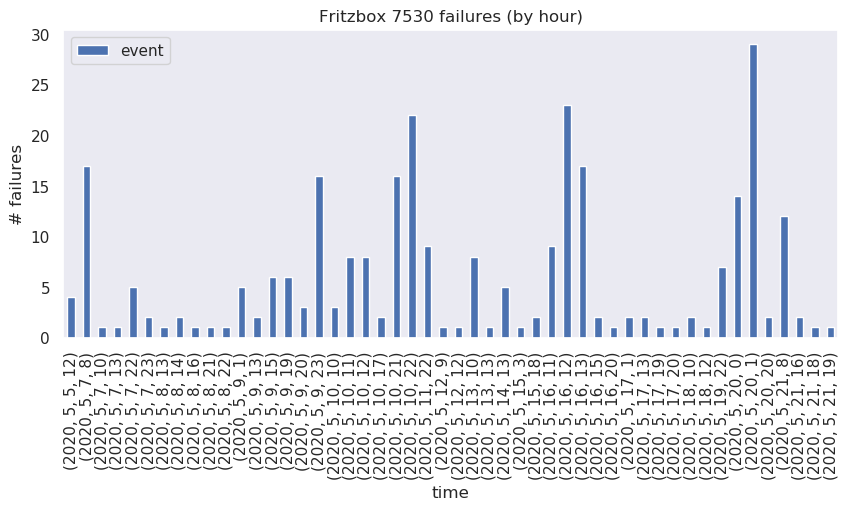 Fritzbox 7530 failures (by hour)
event
# failures
30
25
20
15
10
5
0
(2020, 5, 5, 12)
(2020, 5, 7, 8)
(2020, 5, 7, 10)
(2020, 5, 7, 13)
(2020, 5, 7, 22)
(2020, 5, 7, 23)
(2020, 5, 8, 13)
(2020, 5, 8, 14)
(2020, 5, 8, 16)
(2020, 5, 8, 21)
(2020, 5, 8, 22)
(2020, 5, 9, 1)
(2020, 5, 9, 13)
(2020, 5, 9, 15)
(2020, 5, 9, 19)
(2020, 5, 9, 20)
(2020, 5, 9, 23)
(2020, 5, 10, 10)
(2020, 5, 10, 11)
(2020, 5, 10, 12)
(2020, 5, 10, 17)
(2020, 5, 10, 21)
(2020, 5, 10, 22)
(2020, 5, 11, 22)
(2020, 5, 12, 9)
(2020, 5, 12, 12)
(2020, 5, 13, 10)
(2020, 5, 13, 13)
(2020, 5, 14, 13)
(2020, 5, 15, 3)
(2020, 5, 15, 18)
(2020, 5, 16, 11)
(2020, 5, 16, 12)
(2020, 5, 16, 13)
(2020, 5, 16, 15)
(2020, 5, 16, 20)
(2020, 5, 17, 1)
(2020, 5, 17, 13)
(2020, 5, 17, 19)
(2020, 5, 17, 20)
(2020, 5, 18, 10)
(2020, 5, 18, 12)
(2020, 5, 19, 22)
(2020, 5, 20, 0)
(2020, 5, 20, 1)
(2020, 5, 20, 20)
(2020, 5, 21, 8)
(2020, 5, 21, 16)
(2020, 5, 21, 18)
(2020, 5, 21, 19)
time